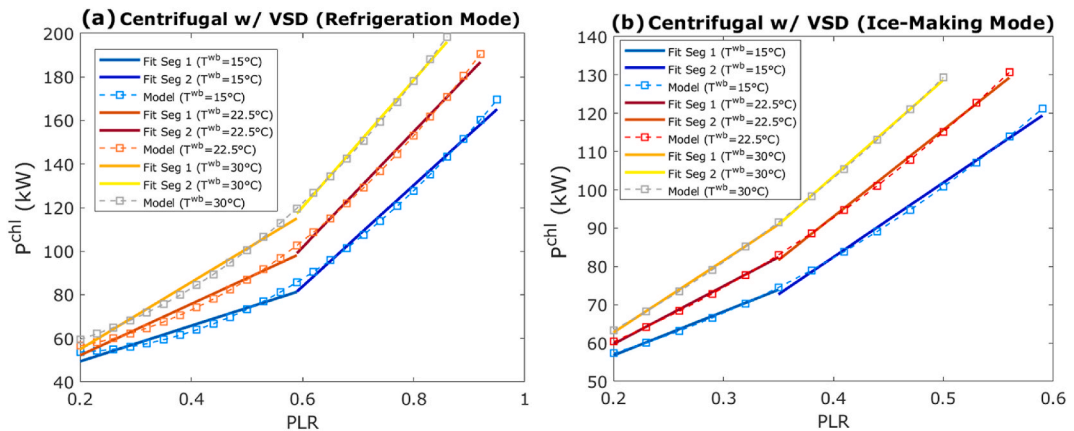 (a) Centrifugal w/ VSD (Refrigeration Mode)
200
180
160
140
120
100
80
60
40
P^chl (kW)
Fit Seg 1 (T^wb=15°C)
Fit Seg 2 (T^wb=15°C)
Model (T^wb=15°C)
Fit Seg 1 (T^wb=22.5°C)
Fit Seg 2 (T^wb=22.5°C)
Model (T^wb=22.5°C)
Fit Seg 1 (T^wb=30°C)
Fit Seg 2 (T^wb=30°C)
Model (T^wb=30°C)
0.2 0.4 0.6 0.8 1
PLR
(b) Centrifugal w/ VSD (Ice-Making Mode)
140
130
120
110
100
90
80
70
60
50
P^chl (kW)
Fit Seg 1 (T^wb=15°C)
Fit Seg 2 (T^wb=15°C)
Model (T^wb=15°C)
Fit Seg 1 (T^wb=22.5°C)
Fit Seg 2 (T^wb=22.5°C)
Model (T^wb=22.5°C)
Fit Seg 1 (T^wb=30°C)
Fit Seg 2 (T^wb=30°C)
Model (T^wb=30°C)
0.2 0.3 0.4 0.5 0.6
PLR